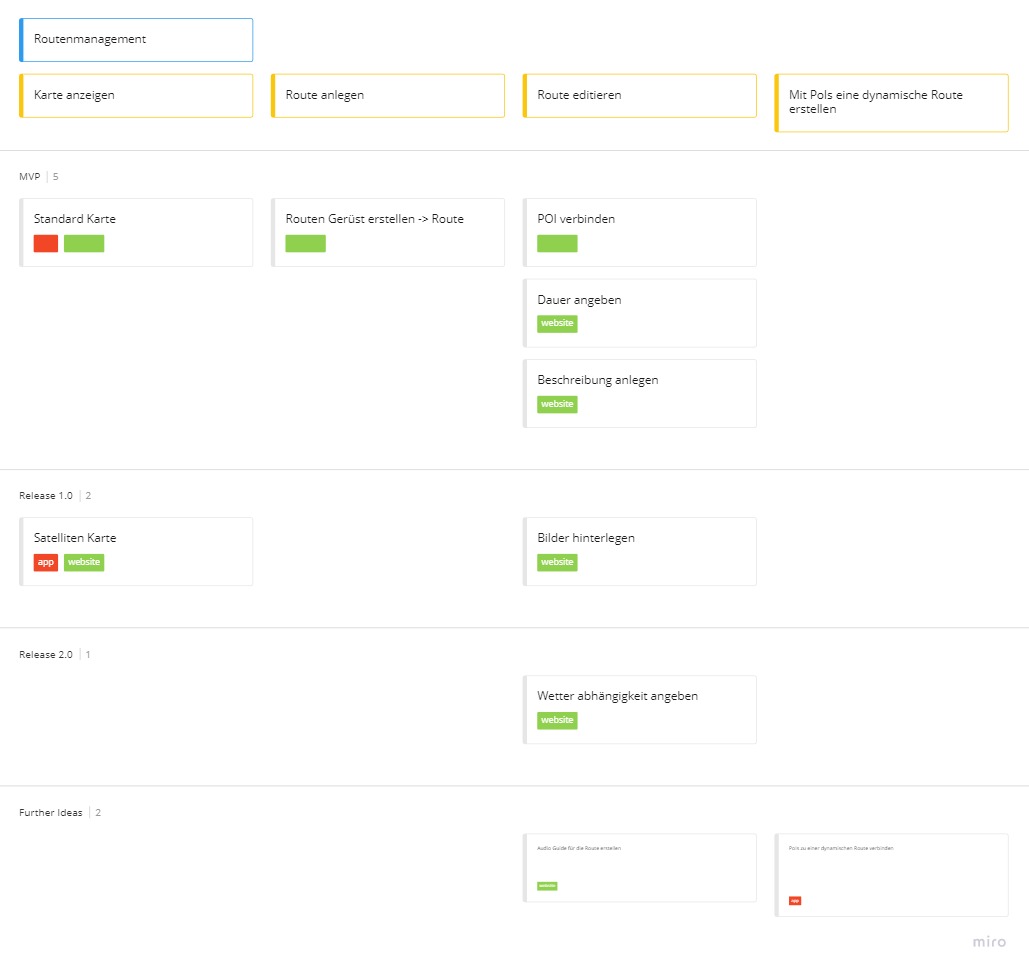 Routenmanagement
Karte anzeigen
Route anlegen
Route editieren
Mit PoIs eine dynamische Route
erstellen
MVP 5
Standard Karte
Routen Gerüst erstellen -> Route
POI verbinden
Dauer angeben
website
Beschreibung anlegen
website
Release 1.0 2
Satelliten Karte
app website
Bilder hinterlegen
website
Release 2.0 1
Wetter abhängigkeit angeben
website
Further Ideas 2
Audio Guide für die Route erstellen
website
PoIs zu einer dynamischen Route verbinden
app
miro